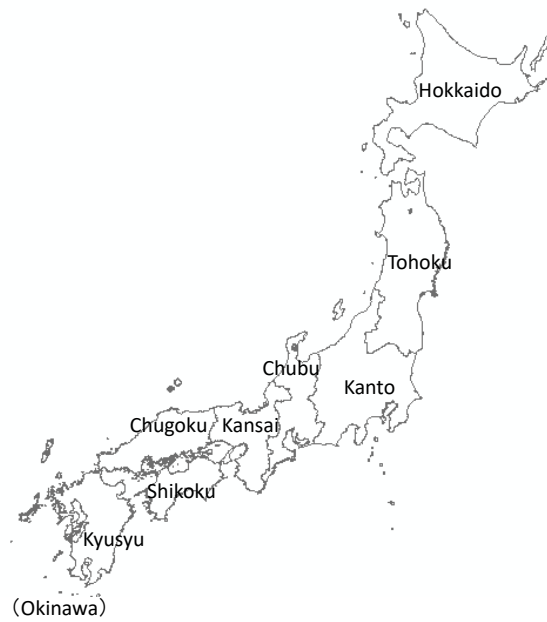 Hokkaido
Tohoku
Chubu
Kanto
Chugoku
Kansai
Shikoku
Kyusyu
（Okinawa）